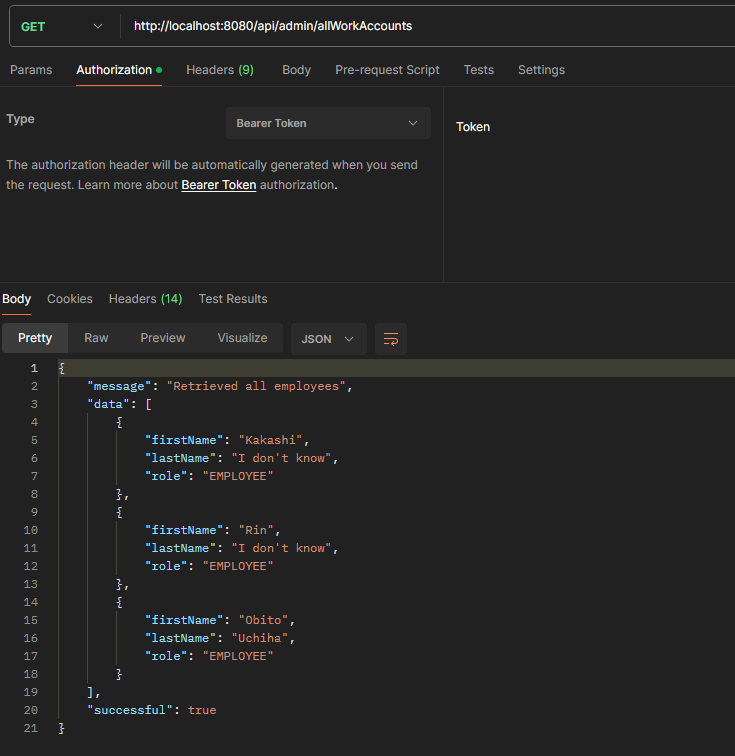 GET http://localhost:8080/api/admin/allWorkAccounts
Params Authorization Headers (9) Body Pre-request Script Tests Settings
Type Bearer Token Token
The authorization header will be automatically generated when you send
the request. Learn more about Bearer Token authorization.
Body Cookies Headers (14) Test Results
Pretty Raw Preview Visualize JSON
1 {
2 "message": "Retrieved all employees",
3 "data": [
4 {
5 "firstName": "Kakashi",
6 "lastName": "I don't know",
7 "role": "EMPLOYEE"
8 },
9 {
10 "firstName": "Rin",
11 "lastName": "I don't know",
12 "role": "EMPLOYEE"
13 },
14 {
15 "firstName": "Obito",
16 "lastName": "Uchiha",
17 "role": "EMPLOYEE"
18 }
19 ],
20 "successful": true
21 }